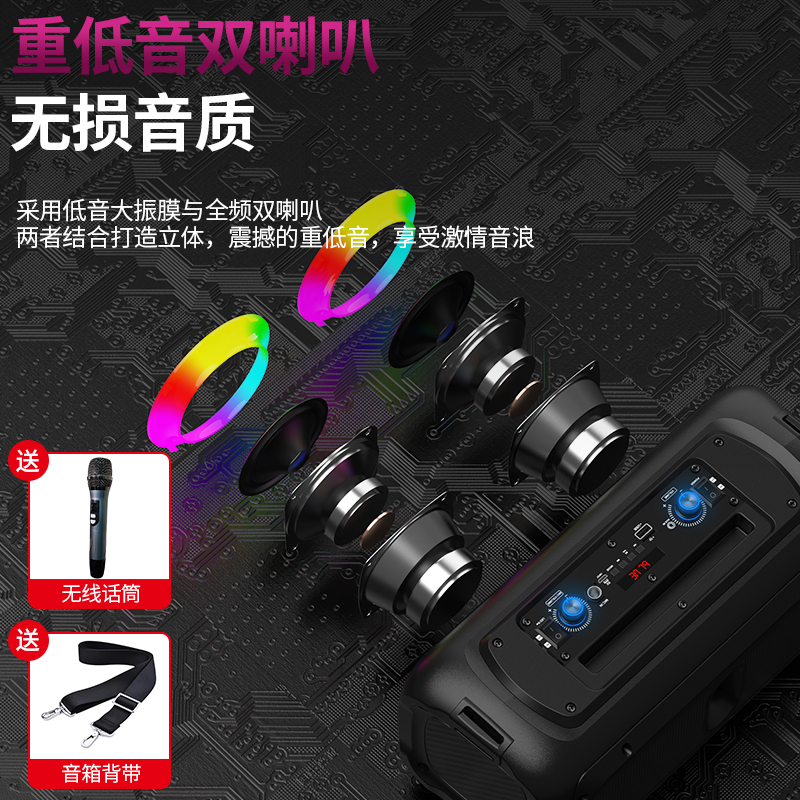 重低音双喇叭
无损音质
采用低音大振膜与全频双喇叭
两者结合打造立体，震撼的重低音，享受激情音浪
送
无线话筒
送
音箱背带